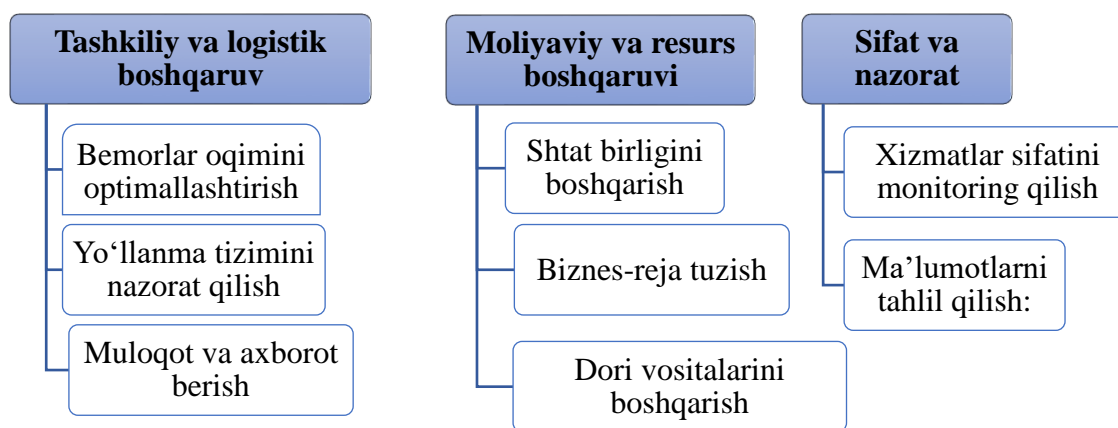 Tashkiliy va logistik
boshqaruv
Bemorlar oqimini
optimallashtirish
Yo‘llanma tizimini
nazorat qilish
Muloqot va axborot
berish
Moliyaviy va resurs
boshqaruvi
Shtat birligini
boshqarish
Biznes-reja tuzish
Dori vositalarini
boshqarish
Sifat va
nazorat
Xizmatlar sifatini
monitoring qilish
Ma’lumotlarni
tahlil qilish: